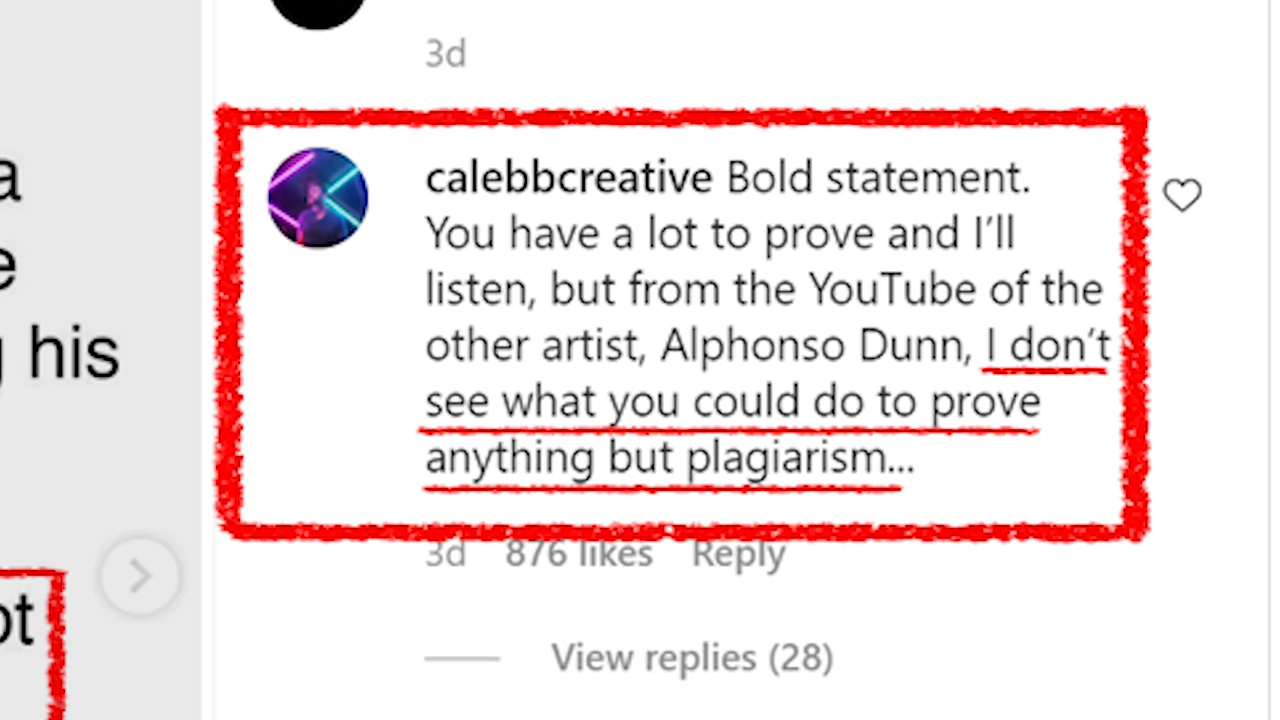 3d
calebbcreative Bold statement.
You have a lot to prove and I'll
listen, but from the YouTube of the
other artist, Alphonso Dunn, I don't
see what you could do to prove
anything but plagiarism...
3d 876 likes Reply
View replies (28)
a
e
his
ot